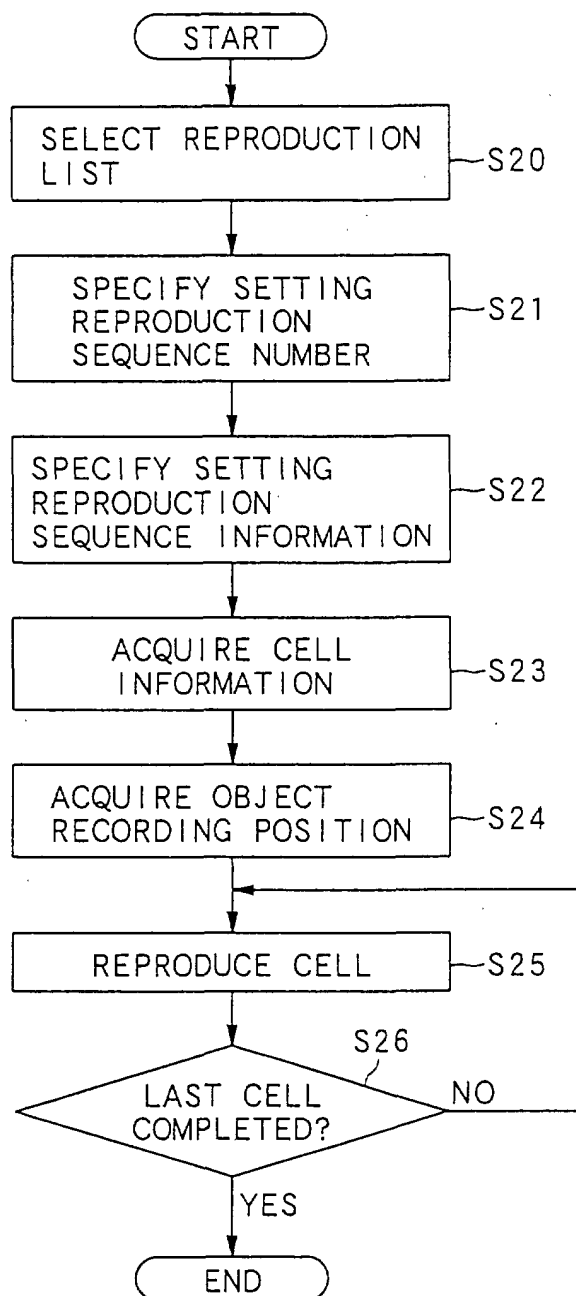 START
SELECT REPRODUCTION
LIST
S20
SPECIFY SETTING
REPRODUCTION
SEQUENCE NUMBER
S21
SPECIFY SETTING
REPRODUCTION
SEQUENCE INFORMATION
S22
ACQUIRE CELL
INFORMATION
S23
ACQUIRE OBJECT
RECORDING POSITION
S24
REPRODUCE CELL
S25
S26
LAST CELL
COMPLETED?
NO
YES
END